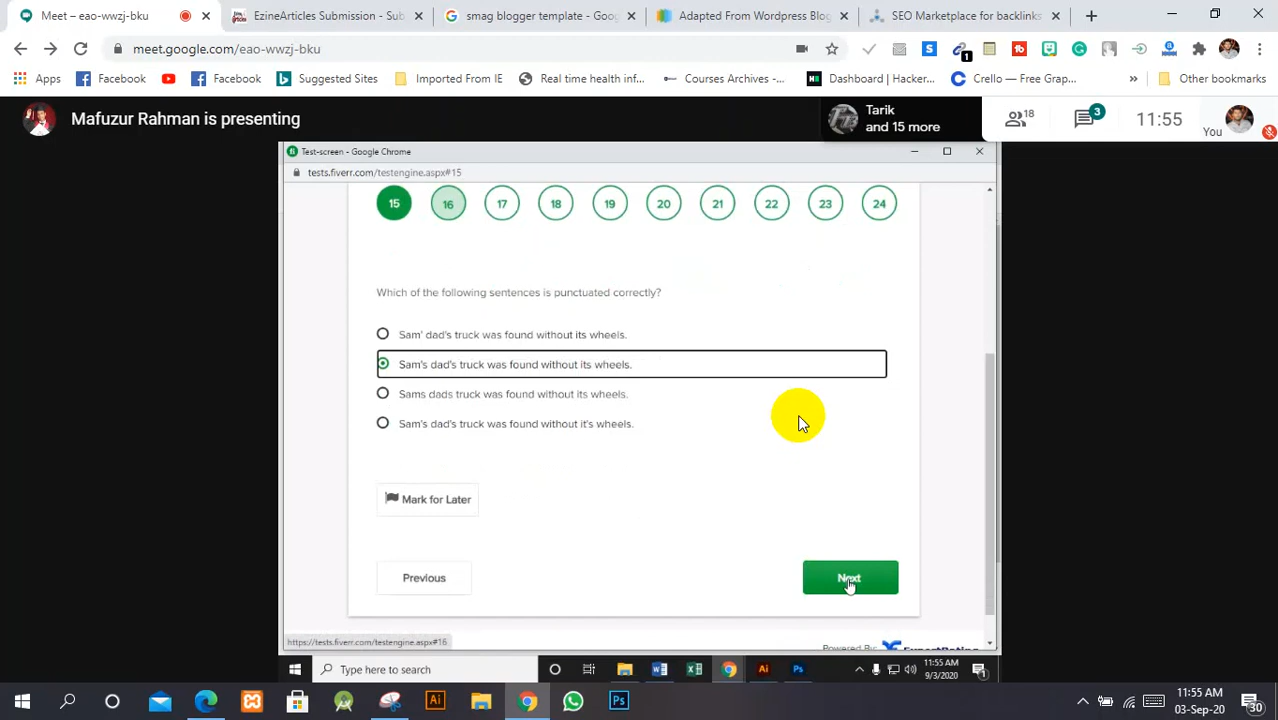 Meet – eao-wwzj-bku
EzineArticles Submission - Sub
smag blogger template - Goog
Adapted From Wordpress Blog
SEO Marketplace for backlinks
meet.google.com/eao-wwzj-bku
Apps
Facebook
Facebook
Suggested Sites
Imported From IE
Real time health inf...
Courses Archives -...
Dashboard | Hacker...
Crello — Free Grap...
Other bookmarks
Mafuzur Rahman is presenting
Tarik
and 15 more
18
3
11:55
You
Test-screen - Google Chrome
tests.fiverr.com/testengine.aspx#15
15
16
17
18
19
20
21
22
23
24
Which of the following sentences is punctuated correctly?
Sam' dad's truck was found without its wheels.
Sam's dad's truck was found without its wheels.
Sams dads truck was found without its wheels.
Sam's dad's truck was found without it's wheels.
Mark for Later
Previous
Next
https://tests.fiverr.com/testengine.aspx#16
Powered By:
ExpertRating
Type here to search
11:55 AM
9/3/2020
11:55 AM
03-Sep-20
30